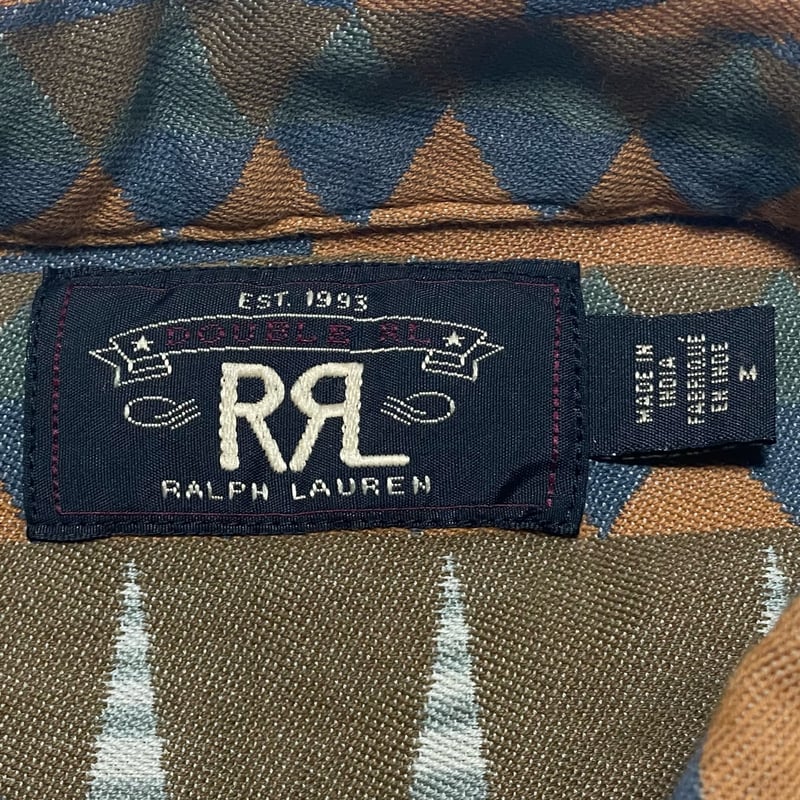 EST. 1993
DOUBLE RL
RRL
RALPH LAUREN
MADE IN
INDIA
FABRIQUÉ
EN INDE
M